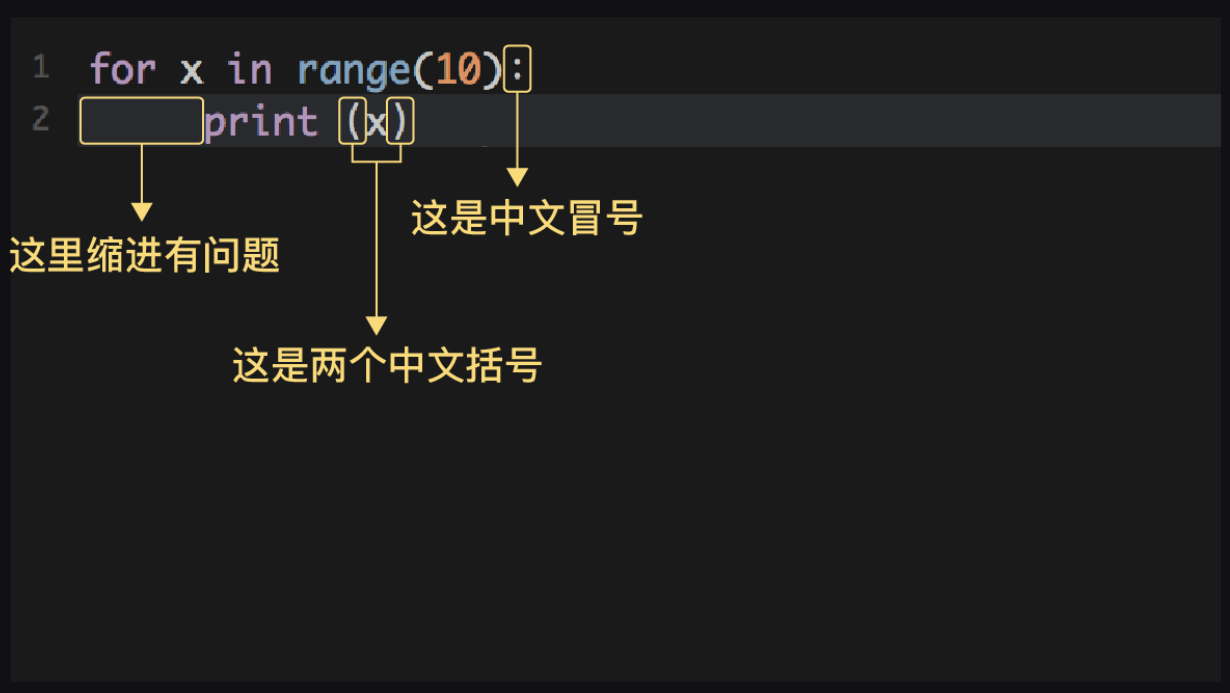 1 for x in range(10):
2 print (x)
这是中文冒号
这里缩进有问题
这是两个中文括号